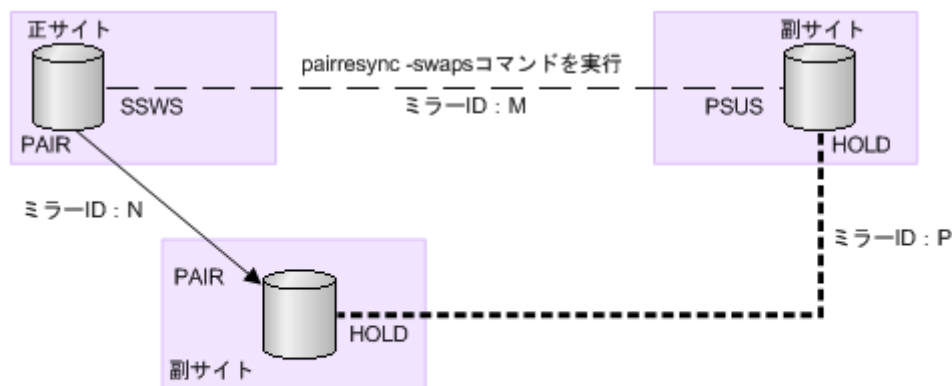 正サイト
副サイト
pairresync -swapsコマンドを実行
SSWS
ミラーID：M
PSUS
PAIR
HOLD
ミラーID：N
ミラーID：P
PAIR
HOLD
副サイト